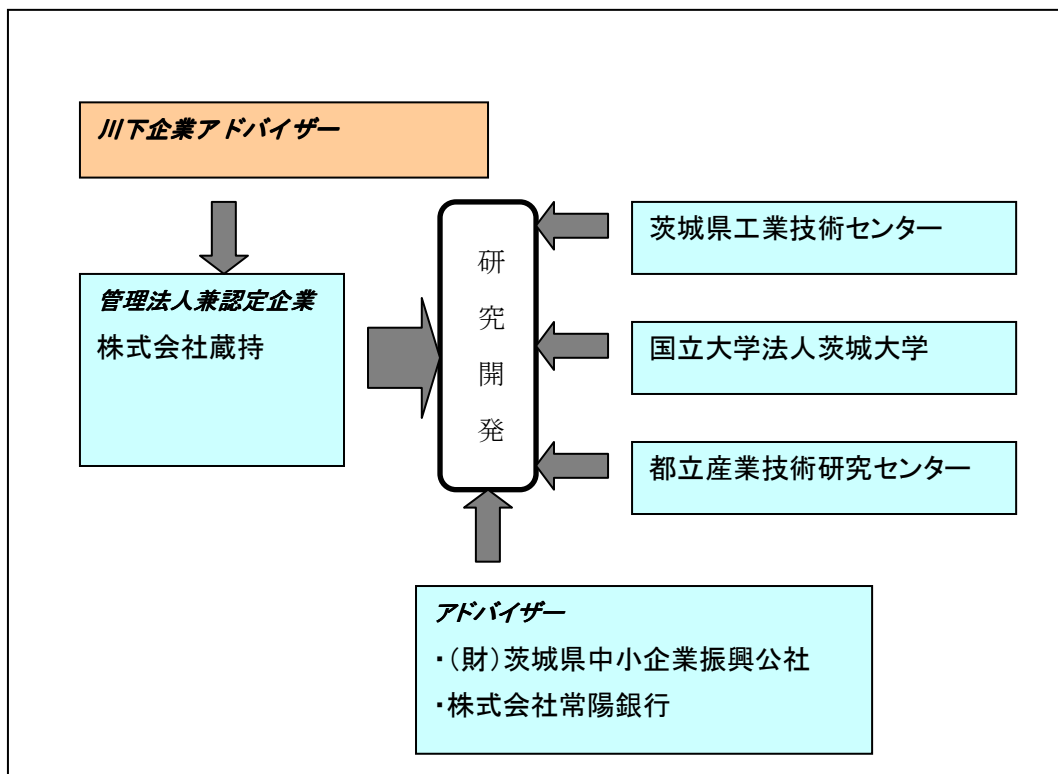 川下企業アドバイザー
管理法人兼認定企業
株式会社蔵持
研究開発
茨城県工業技術センター
国立大学法人茨城大学
都立産業技術研究センター
アドバイザー
・(財)茨城県中小企業振興公社
・株式会社常陽銀行